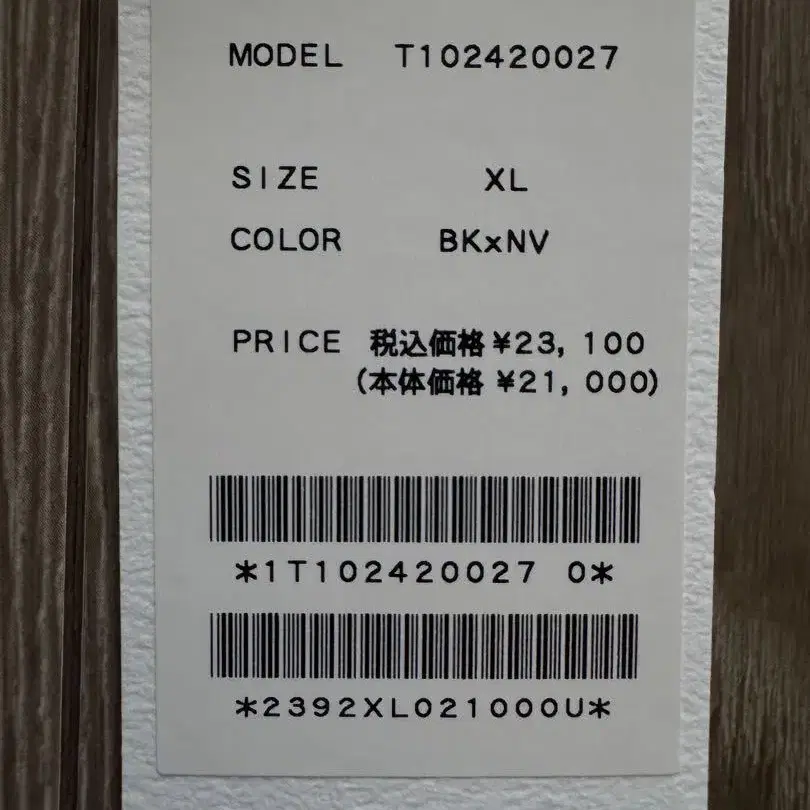 MODEL T102420027
SIZE XL
COLOR BKxNV
PRICE 税込価格¥23,100
(本体価格 ¥21,000)
*1T102420027 0*
*2392XL021000U*